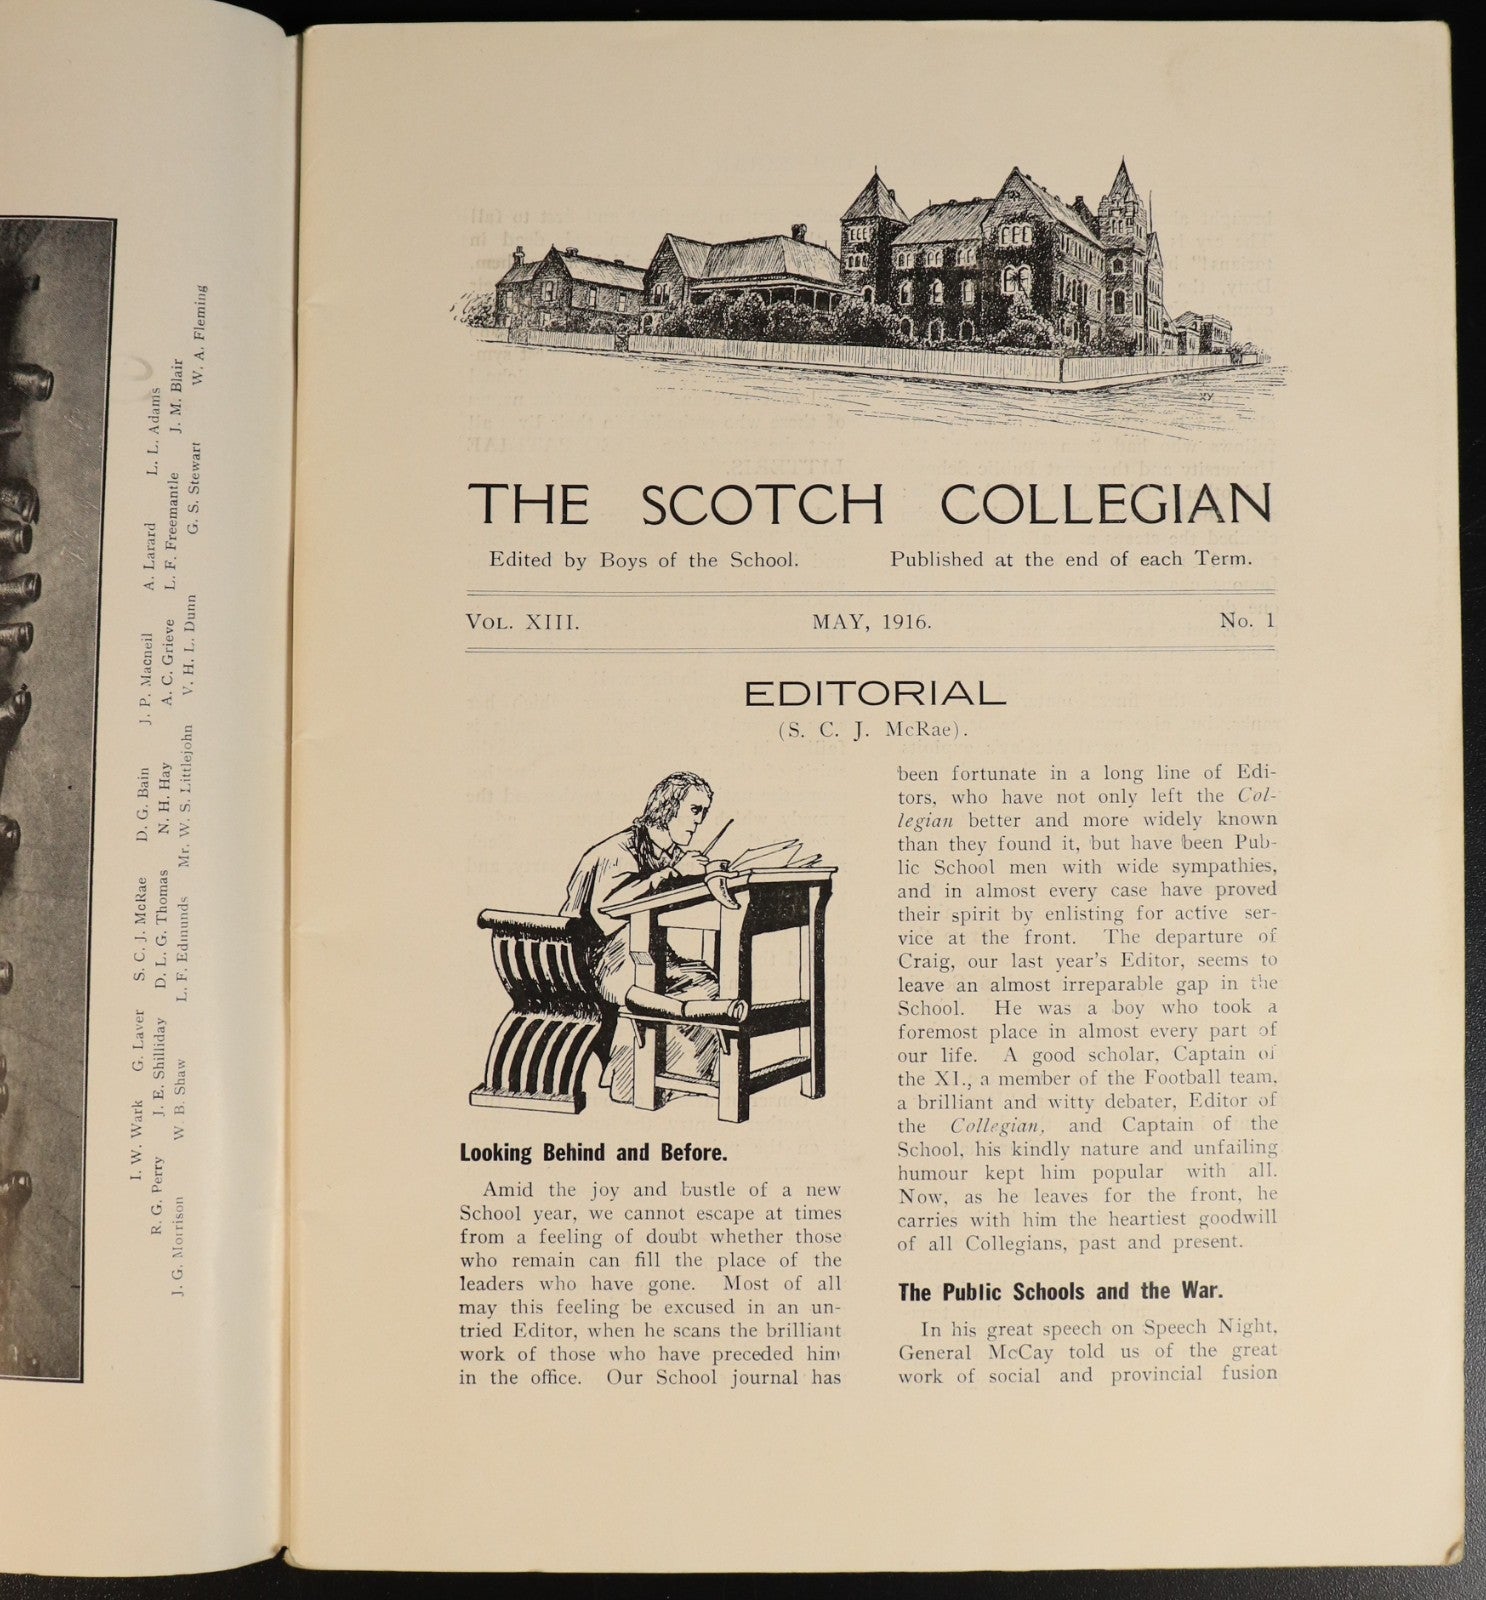 I. W. Wark G. Laver S. C. J. McRae D. G. Bain J. P. Macneil A. Larard L. L. Adams
R. G. Perry J. E. Shilliday D. L. G. Thomas N. H. Hay A. C. Grieve L. F. Freemantle J. M. Blair
J. G. Morrison W. B. Shaw L. F. Edmunds Mr. W. S. Littlejohn V. H. L. Dunn G. S. Stewart W. A. Fleming
THE SCOTCH COLLEGIAN
Edited by Boys of the School. Published at the end of each Term.
VOL. XIII. MAY, 1916. No. 1
EDITORIAL
(S. C. J. McRae).
Looking Behind and Before.
Amid the joy and bustle of a new
School year, we cannot escape at times
from a feeling of doubt whether those
who remain can fill the place of the
leaders who have gone. Most of all
may this feeling be excused in an un-
tried Editor, when he scans the brilliant
work of those who have preceded him
in the office. Our School journal has
been fortunate in a long line of Edi-
tors, who have not only left the Col-
legian better and more widely known
than they found it, but have been Pub-
lic School men with wide sympathies,
and in almost every case have proved
their spirit by enlisting for active ser-
vice at the front. The departure of
Craig, our last year's Editor, seems to
leave an almost irreparable gap in the
School. He was a boy who took a
foremost place in almost every part of
our life. A good scholar, Captain of
the XI., a member of the Football team,
a brilliant and witty debater, Editor of
the Collegian, and Captain of the
School, his kindly nature and unfailing
humour kept him popular with all.
Now, as he leaves for the front, he
carries with him the heartiest goodwill
of all Collegians, past and present.
The Public Schools and the War.
In his great speech on Speech Night,
General McCay told us of the great
work of social and provincial fusion